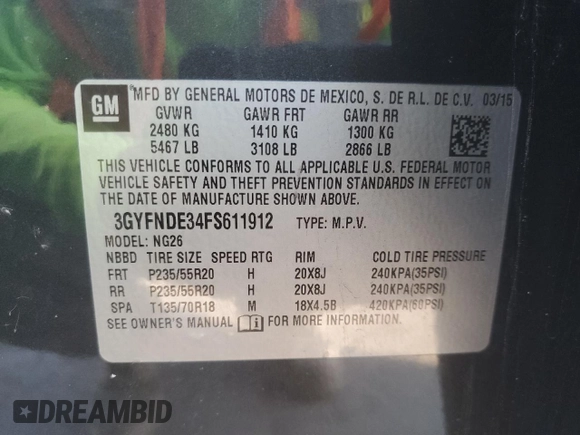 GM
MFD BY GENERAL MOTORS DE MEXICO, S. DE R.L. DE C.V. 03/15
GVWR GAWR FRT GAWR RR
2480 KG 1410 KG 1300 KG
5467 LB 3108 LB 2866 LB
THIS VEHICLE CONFORMS TO ALL APPLICABLE U.S. FEDERAL MOTOR
VEHICLE SAFETY AND THEFT PREVENTION STANDARDS IN EFFECT ON
THE DATE OF MANUFACTURE SHOWN ABOVE.
3GYFNDE34FS611912 TYPE: M.P.V.
MODEL: NG26
NBBD TIRE SIZE SPEED RTG RIM COLD TIRE PRESSURE
FRT P235/55R20 H 20X8J 240KPA(35PSI)
RR P235/55R20 H 20X8J 240KPA(35PSI)
SPA T135/70R18 M 18X4.5B 420KPA(60PSI)
SEE OWNER'S MANUAL FOR MORE INFORMATION.
DREAMBID